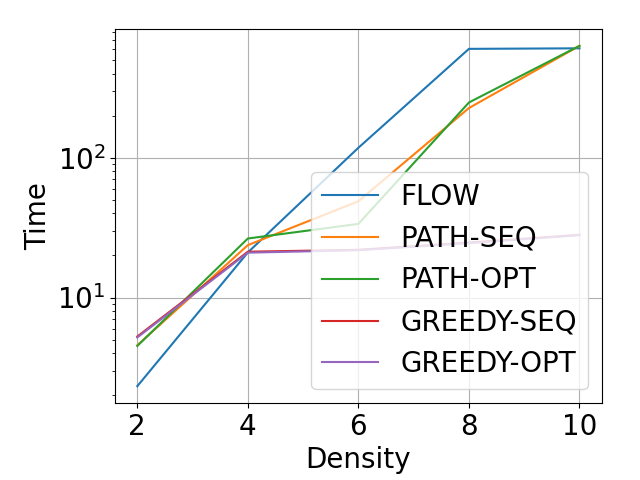 Time
10²
10¹
2 4 6 8 10
Density
FLOW
PATH-SEQ
PATH-OPT
GREEDY-SEQ
GREEDY-OPT